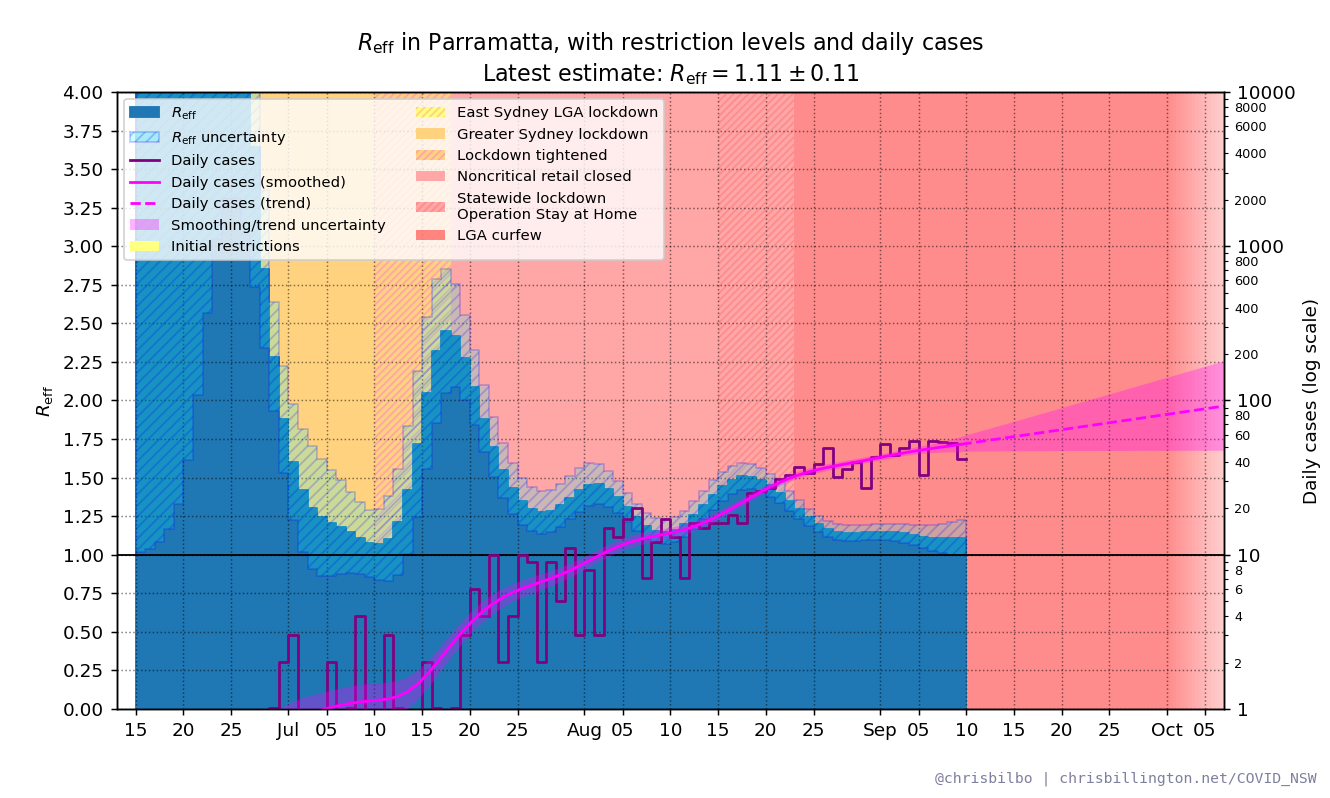 Reff in Parramatta, with restriction levels and daily cases
Latest estimate: Reff = 1.11 ± 0.11
Reff
Reff uncertainty
Daily cases
Daily cases (smoothed)
Daily cases (trend)
Smoothing/trend uncertainty
Initial restrictions
East Sydney LGA lockdown
Greater Sydney lockdown
Lockdown tightened
Noncritical retail closed
Statewide lockdown
Operation Stay at Home
LGA curfew
4.00
3.75
3.50
3.25
3.00
2.75
2.50
2.25
2.00
1.75
1.50
1.25
1.00
0.75
0.50
0.25
0.00
Reff
10000
8000
6000
4000
2000
1000
800
600
400
200
100
80
60
40
20
10
8
6
4
2
1
Daily cases (log scale)
15 20 25 Jul 05 10 15 20 25 Aug 05 10 15 20 25 Sep 05 10 15 20 25 Oct 05
@chrisbilbo | chrisbillington.net/COVID_NSW